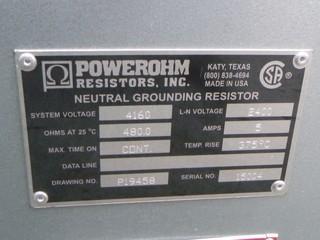 POWEROHM
RESISTORS, INC.
KATY, TEXAS
(800) 838-4694
MADE IN USA
NEUTRAL GROUNDING RESISTOR
SYSTEM VOLTAGE 4160 L-N VOLTAGE 2400
OHMS AT 25 °C 480.0 AMPS 5
MAX. TIME ON CONT. TEMP. RISE 375°C
DATA LINE
DRAWING NO. P19458 SERIAL NO. 15004